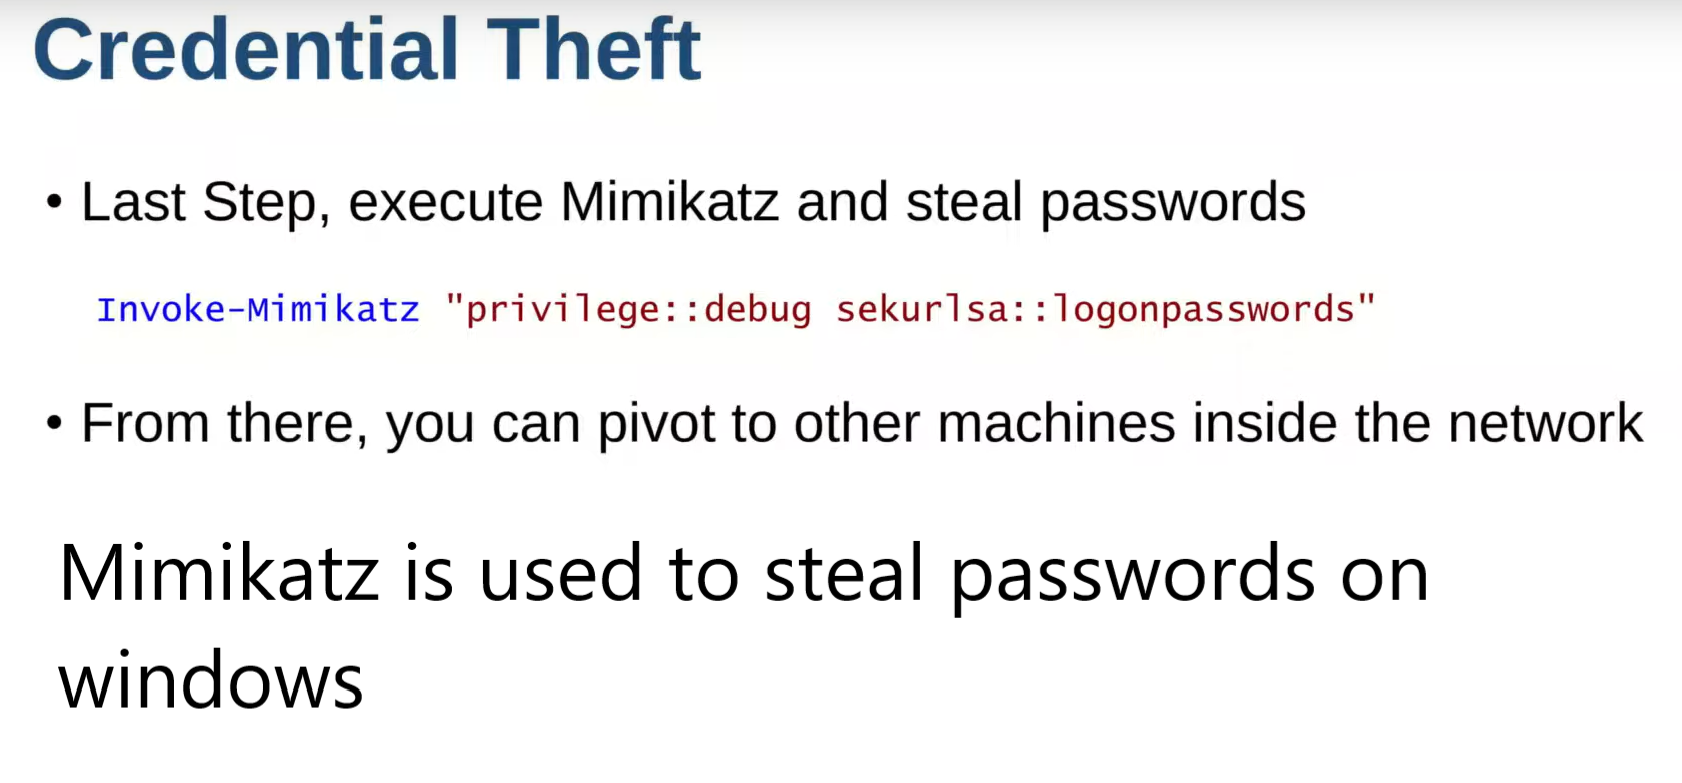 Credential Theft
• Last Step, execute Mimikatz and steal passwords
Invoke-Mimikatz "privilege::debug sekurlsa::logonpasswords"
• From there, you can pivot to other machines inside the network
Mimikatz is used to steal passwords on
windows